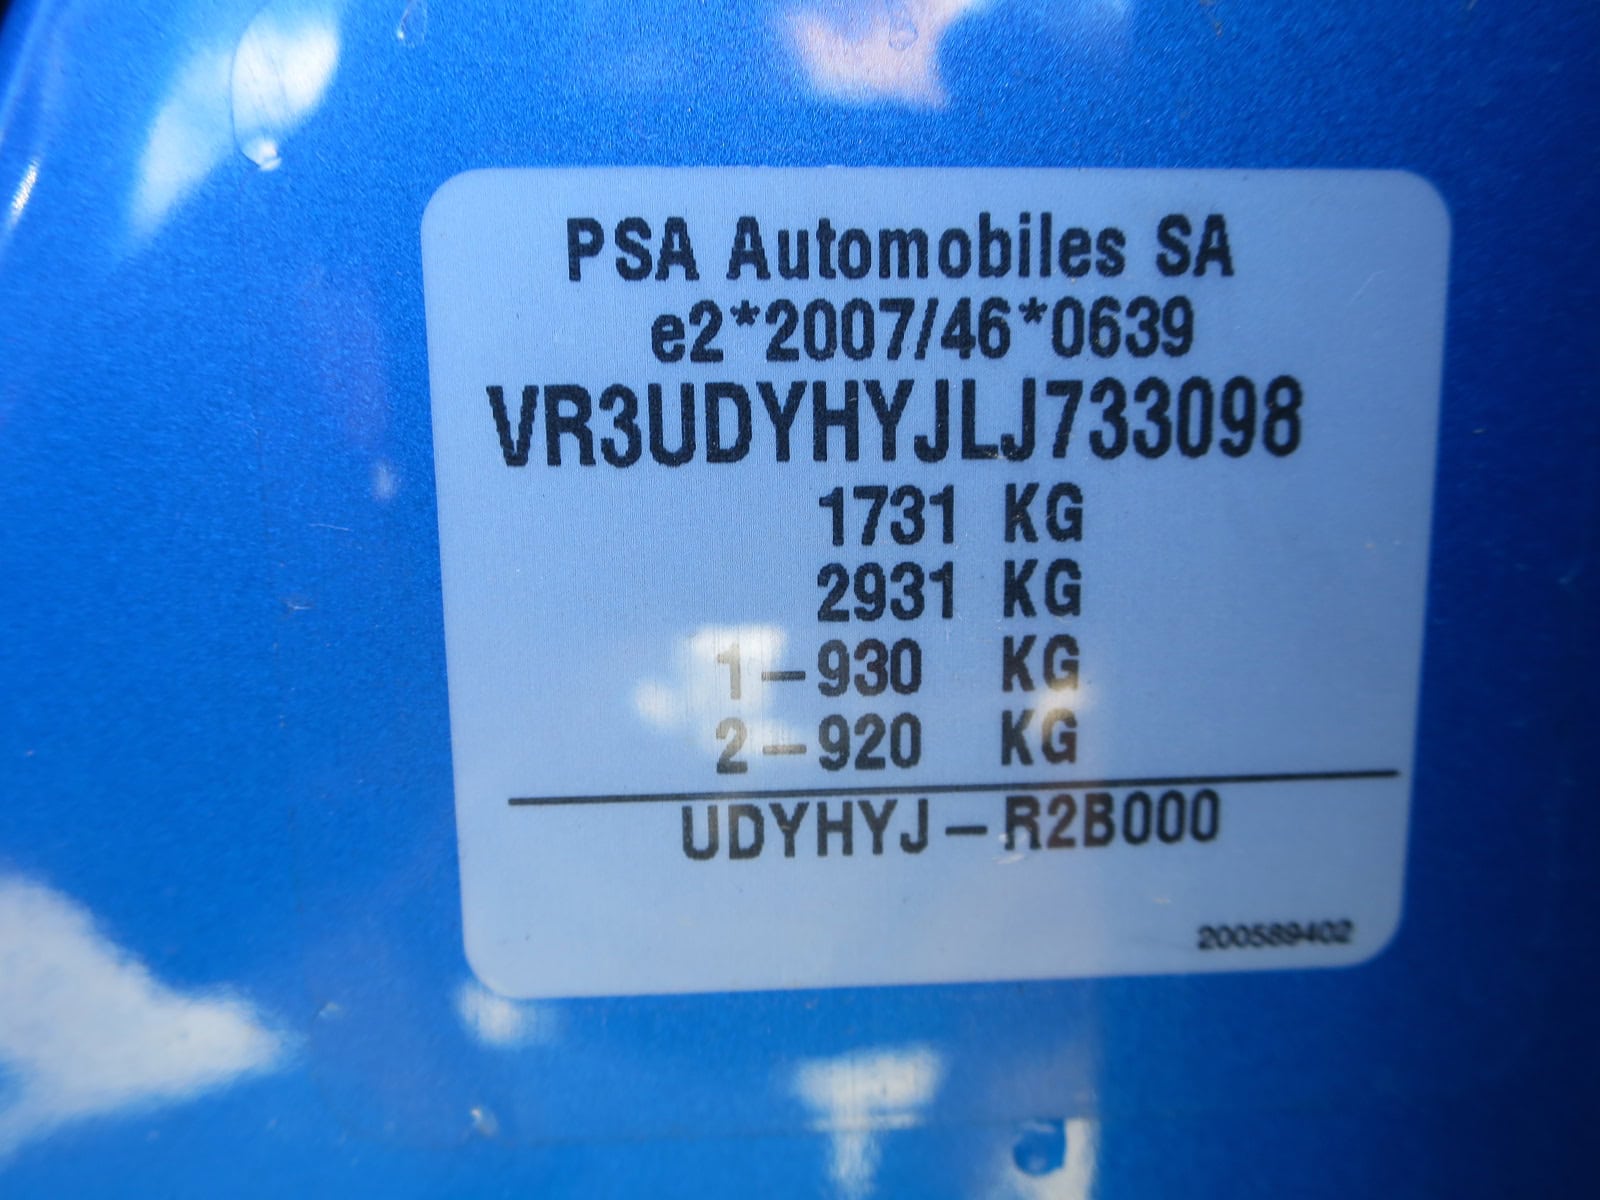 PSA Automobiles SA
e2*2007/46*0639
VR3UDYHYJLJ733098
1731 KG
2931 KG
1-930 KG
2-920 KG
UDYHYJ-R2B000
200589402